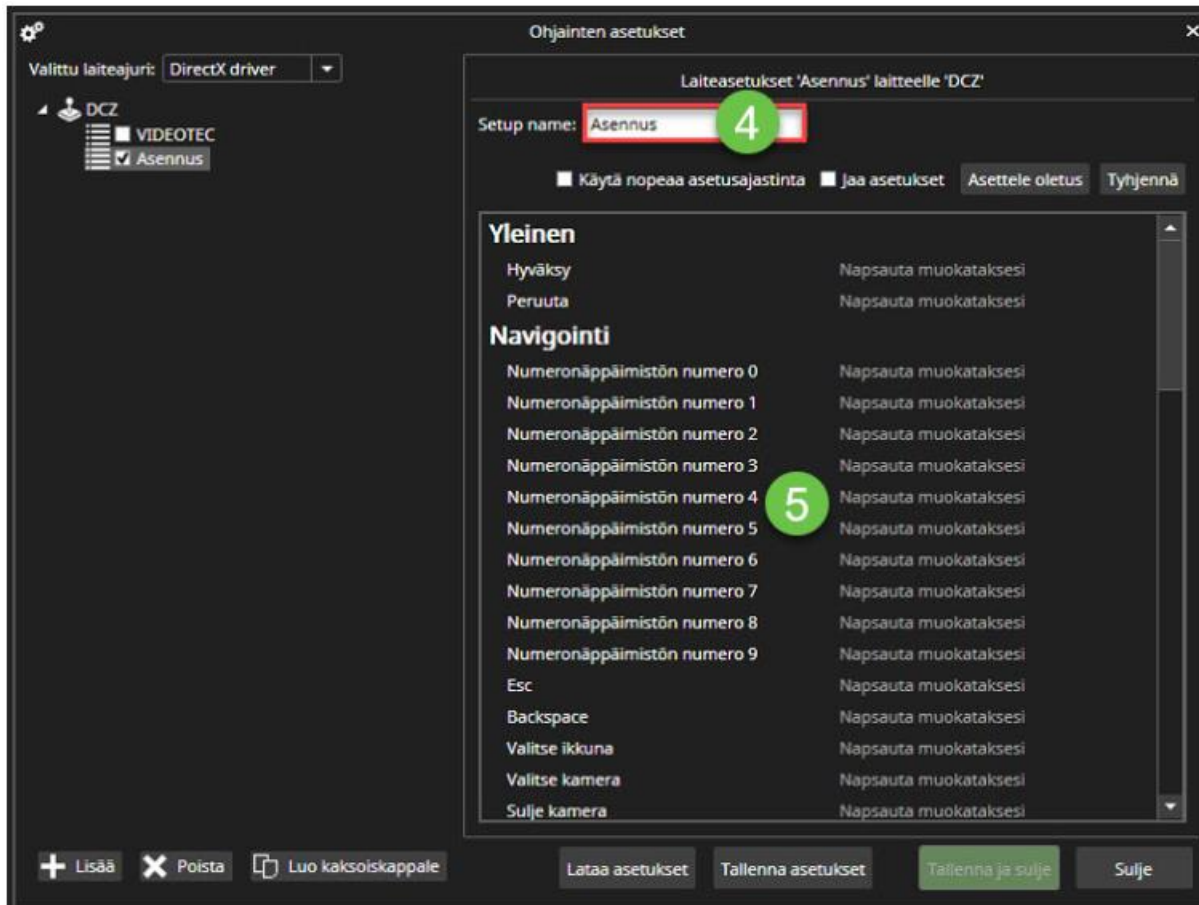 Ohjainten asetukset
Valittu laiteajuri: DirectX driver
DCZ
VIDEOTEC
Asennus
Laiteasetukset 'Asennus' laitteelle 'DCZ'
Setup name: Asennus 4
Käytä nopeaa asetusajastinta Jaa asetukset Asettele oletus Tyhjennä
Yleinen
Hyväksy Napsauta muokataksesi
Peruuta Napsauta muokataksesi
Navigointi
Numeronäppäimistön numero 0 Napsauta muokataksesi
Numeronäppäimistön numero 1 Napsauta muokataksesi
Numeronäppäimistön numero 2 Napsauta muokataksesi
Numeronäppäimistön numero 3 Napsauta muokataksesi
Numeronäppäimistön numero 4 Napsauta muokataksesi
5
Numeronäppäimistön numero 5 Napsauta muokataksesi
Numeronäppäimistön numero 6 Napsauta muokataksesi
Numeronäppäimistön numero 7 Napsauta muokataksesi
Numeronäppäimistön numero 8 Napsauta muokataksesi
Numeronäppäimistön numero 9 Napsauta muokataksesi
Esc Napsauta muokataksesi
Backspace Napsauta muokataksesi
Valitse ikkuna Napsauta muokataksesi
Valitse kamera Napsauta muokataksesi
Sulje kamera Napsauta muokataksesi
Lisää Poista Luo kaksoiskappale Lataa asetukset Tallenna asetukset Tallenna ja sulje Sulje